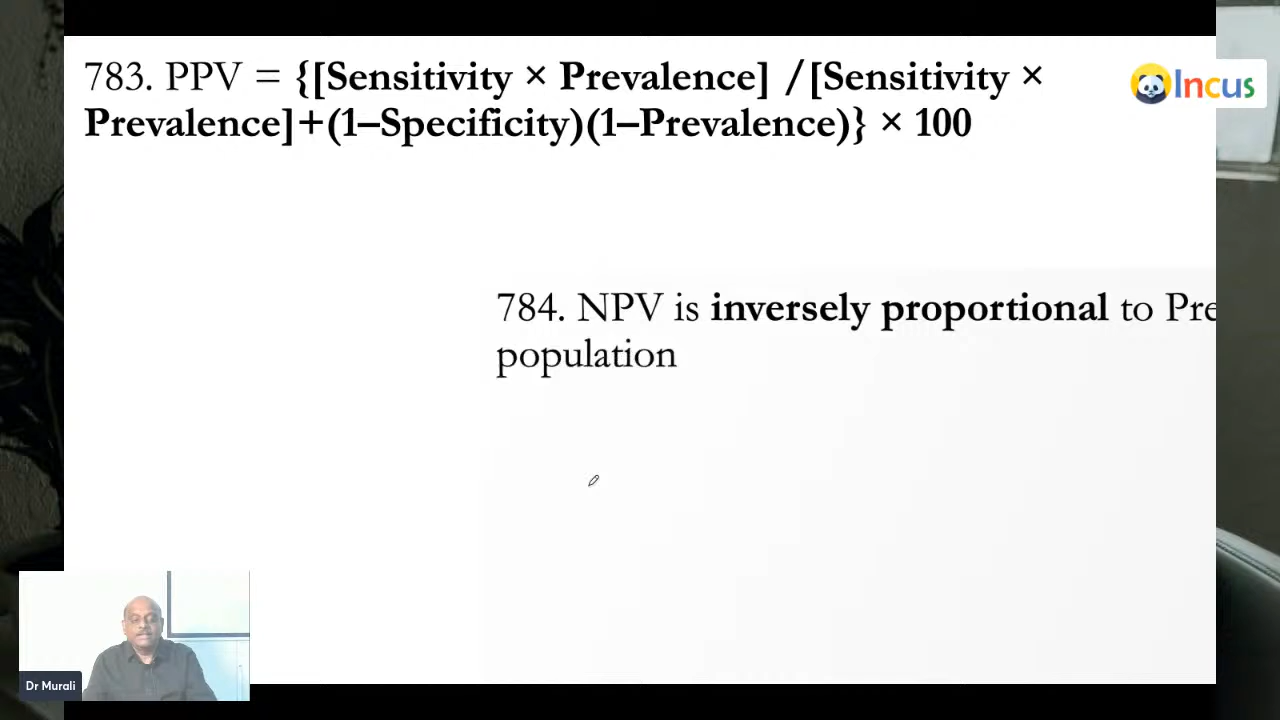 783. PPV = {[Sensitivity × Prevalence] /[Sensitivity ×
Prevalence]+(1–Specificity)(1–Prevalence)} × 100
Incus
784. NPV is inversely proportional to Pre
population
Dr Murali